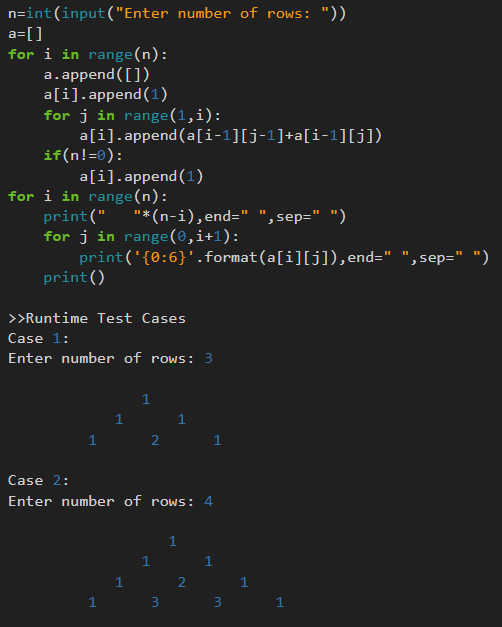 n=int(input("Enter number of rows: "))
a=[]
for i in range(n):
    a.append([])
    a[i].append(1)
    for j in range(1,i):
        a[i].append(a[i-1][j-1]+a[i-1][j])
    if(n!=0):
        a[i].append(1)
for i in range(n):
    print("   "*(n-i),end=" ",sep=" ")
    for j in range(0,i+1):
        print('{0:6}'.format(a[i][j]),end=" ",sep=" ")
    print()
>>Runtime Test Cases
Case 1:
Enter number of rows: 3
               1
            1      1
         1      2      1
Case 2:
Enter number of rows: 4
                  1
               1      1
            1      2      1
         1      3      3      1